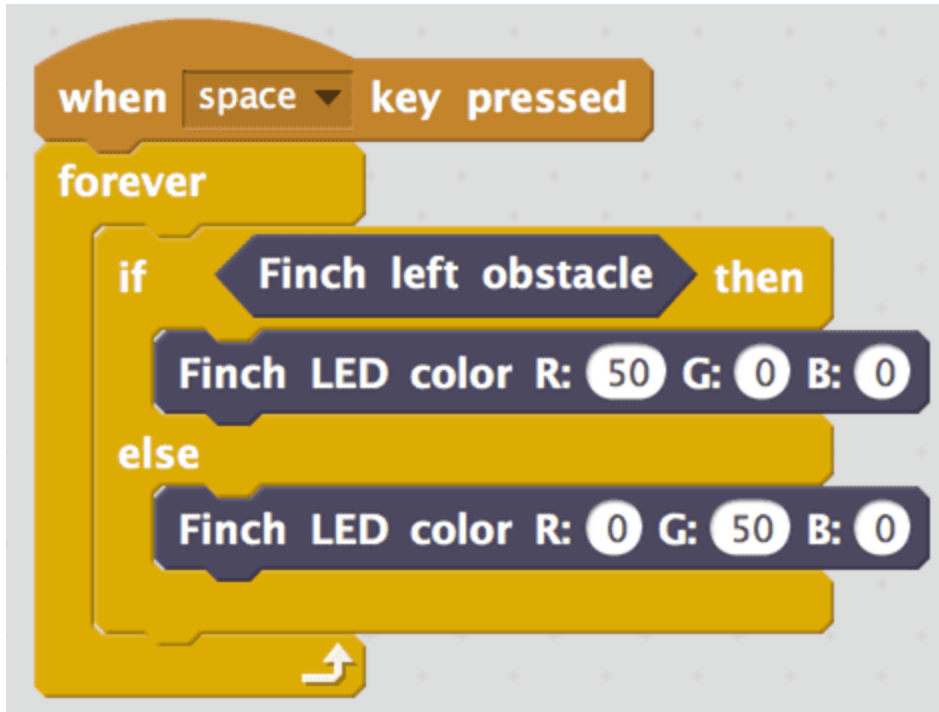 when space key pressed
forever
if Finch left obstacle then
Finch LED color R: 50 G: 0 B: 0
else
Finch LED color R: 0 G: 50 B: 0